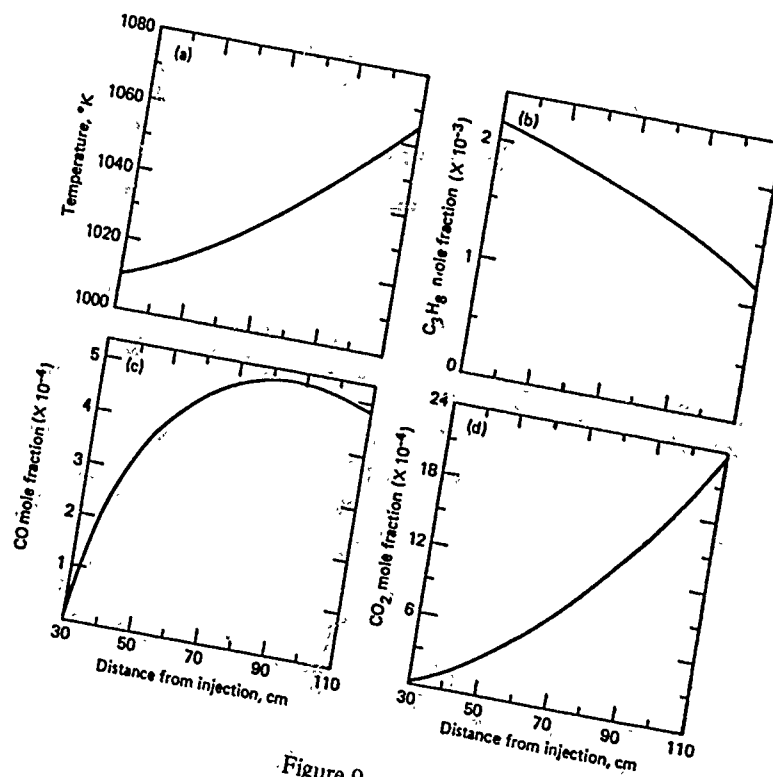 1080
1060
1040
1020
1000
Temperature, °K
(a)
2
1
0
C3H8 mole fraction (X 10-3)
(b)
5
4
3
2
1
CO mole fraction (X 10-4)
(c)
30
50
70
90
110
Distance from injection, cm
24
18
12
6
CO2 mole fraction (X 10-4)
(d)
30
50
70
90
110
Distance from injection, cm
Figure